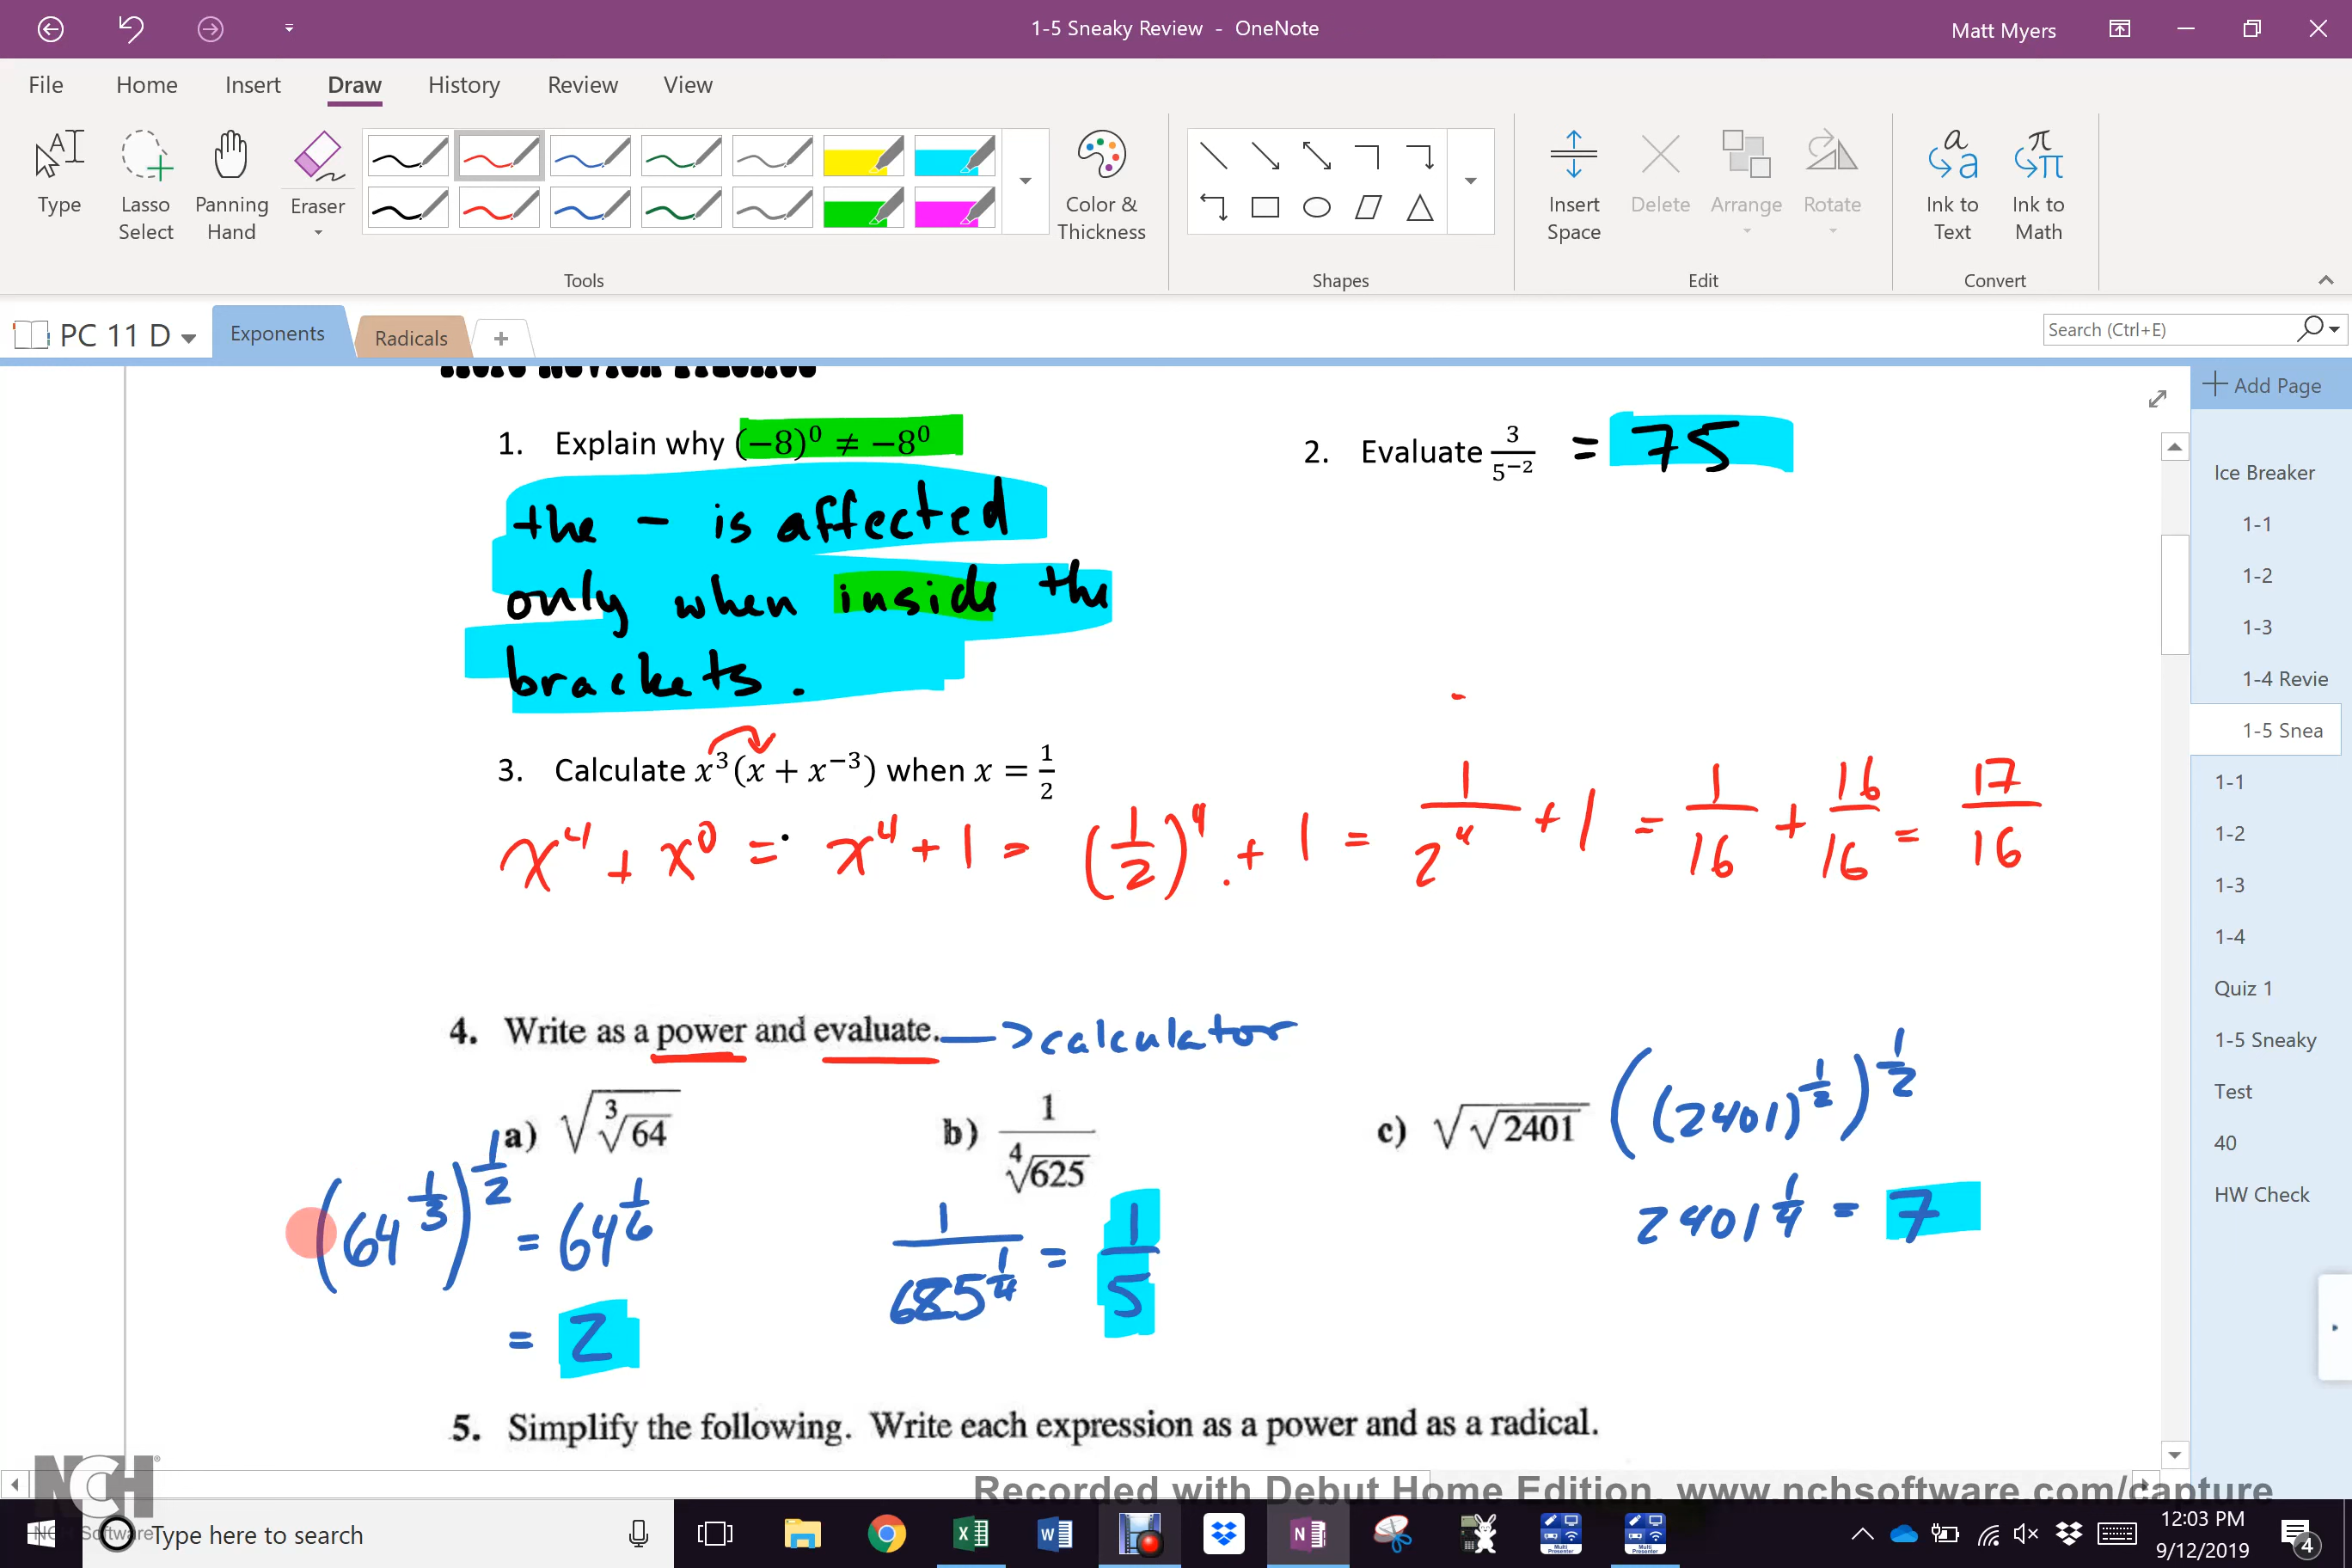 1-5 Sneaky Review - OneNote
Matt Myers
File Home Insert Draw History Review View
Type
Lasso Select
Panning Hand
Eraser
Color & Thickness
Insert Space
Delete
Arrange
Rotate
Ink to Text
Ink to Math
Tools
Shapes
Edit
Convert
PC 11 D
Exponents
Radicals
Search (Ctrl+E)
1. Explain why (−8)⁰ ≠ −8⁰
the - is affected
only when inside the
brackets.
2. Evaluate 3/5⁻² = 75
3. Calculate x³(x + x⁻³) when x = 1/2
x⁴ + x⁰ = x⁴ + 1 = (1/2)⁴ + 1 = 1/2⁴ + 1 = 1/16 + 16/16 = 17/16
4. Write as a power and evaluate. → calculator
a) √(³√64)
(64^(1/3))^(1/2) = 64^(1/6)
= 2
b) 1/⁴√625
1/685^(1/4) = 1/5
c) √(√2401) ((2401)^(1/2))^(1/2)
2401^(1/4) = 7
5. Simplify the following. Write each expression as a power and as a radical.
Add Page
Ice Breaker
1-1
1-2
1-3
1-4 Revie
1-5 Snea
1-1
1-2
1-3
1-4
Quiz 1
1-5 Sneaky
Test
40
HW Check
NCH
NCH Software
Recorded with Debut Home Edition. www.nchsoftware.com/capture
Type here to search
12:03 PM
9/12/2019
4